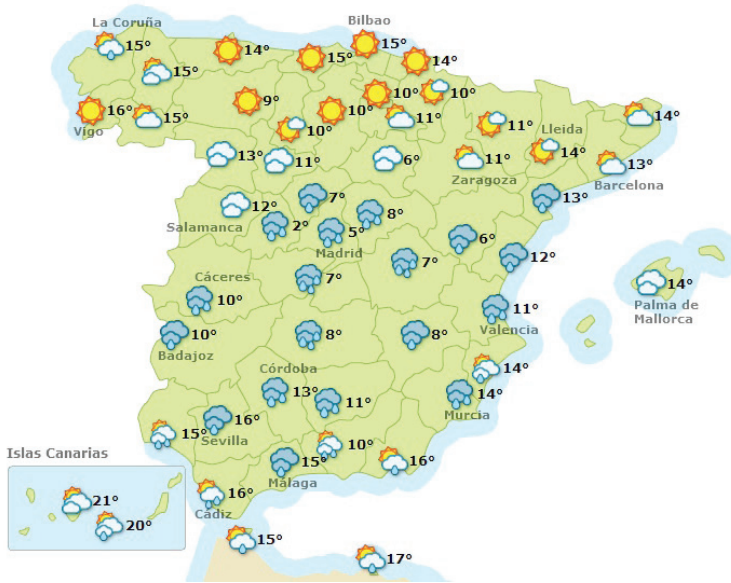 La Coruña
Bilbao
15°
14°
15°
15°
14°
15°
16°
15°
9°
10°
10°
10°
10°
11°
11°
14°
Vigo
Lleida
14°
13°
11°
6°
11°
13°
Zaragoza
Barcelona
12°
7°
8°
13°
Salamanca
2°
5°
6°
Madrid
7°
12°
7°
Cáceres
14°
10°
Palma de
Mallorca
11°
10°
8°
8°
Valencia
Badajoz
Córdoba
14°
13°
11°
14°
Murcia
16°
15°
Sevilla
10°
Islas Canarias
15°
16°
Málaga
21°
16°
Cádiz
20°
15°
17°